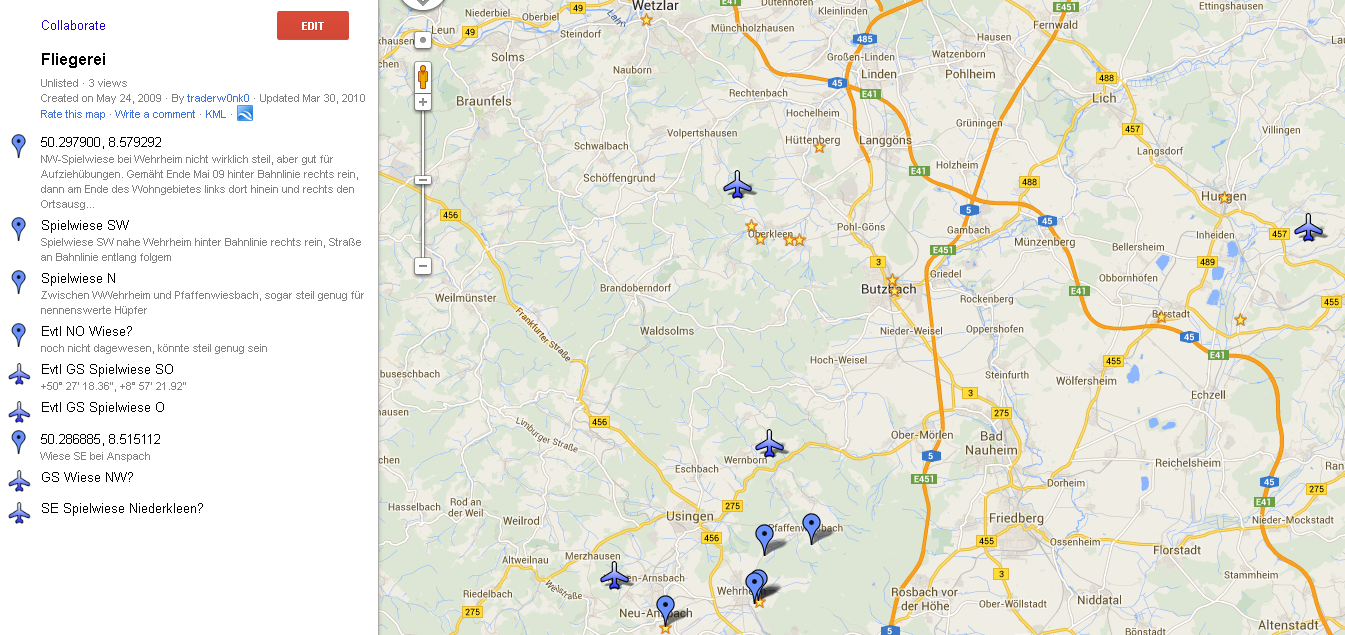 Collaborate
EDIT
Fliegerei
Unlisted · 3 views
Created on May 24, 2009 · By traderw0nk0 · Updated Mar 30, 2010
Rate this map · Write a comment · KML ·
50.297900, 8.579292
NW-Spielwiese bei Wehrheim nicht wirklich steil, aber gut für
Aufziehübungen. Gemäht Ende Mai 09 hinter Bahnlinie rechts rein,
dann am Ende des Wohngebietes links dort hinein und rechts den
Ortsausg...
Spielwiese SW
Spielwiese SW nahe Wehrheim hinter Bahnlinie rechts rein, Straße
an Bahnlinie entlang folgem
Spielwiese N
Zwischen WWehrheim und Pfaffenwiesbach, sogar steil genug für
nennenswerte Hüpfer
Evtl NO Wiese?
noch nicht dagewesen, könnte steil genug sein
Evtl GS Spielwiese SO
+50° 27' 18.36", +8° 57' 21.92"
Evtl GS Spielwiese O
50.286885, 8.515112
Wiese SE bei Anspach
GS Wiese NW?
SE Spielwiese Niederkleen?
Niederbiel
Oberbiel
49
Lahn
Wetzlar
E41
E451
Ettingshausen
Leun
49
Steindorf
Münchholzhausen
Kleinlinden
Fernwald
485
Hausen
Solms
Großen-Linden
Watzenborn
Nauborn
Linden
Pohlheim
45
488
Rechtenbach
E41
Lich
Braunfels
Hochelheim
457
Grüningen
Villingen
Volpertshausen
Hüttenberg
Langgöns
Schwalbach
Langsdorf
Holzheim
Schöffengrund
E41
488
Hungen
456
5
45
Oberkleen
Pohl-Göns
Gambach
Münzenberg
Bellersheim
Inheiden
457
E451
3
489
Griedel
Obbornhofen
Weilmünster
Brandoberndorf
Butzbach
Rockenberg
E41
455
Frankfurter Straße
Waldsolms
Nieder-Weisel
Oppershofen
Berstadt
45
E41
Hoch-Weisel
455
buseschbach
Steinfurth
Wölfersheim
3
Echzell
hausen
275
456
Linburger Straße
Ober-Mörlen
Bad
Nauheim
5
chen
Wernborn
Eschbach
E451
Reichelsheim
Ran
Dorheim
45
275
Hasselbach
Rod an
der Weil
275
E41
Usingen
Friedberg
Nieder-Mockstadt
Weilrod
Pfaffenwiesbach
456
455
Ossenheim
Florstadt
Merzhausen
Altweilnau
en-Arnsbach
3
Stammheim
Weilstraße
Wehrhe
Riedelbach
Rosbach vor
der Höhe
Ober-Wöllstadt
Niddatal
275
Neu-Anspach
5
Altenstadt